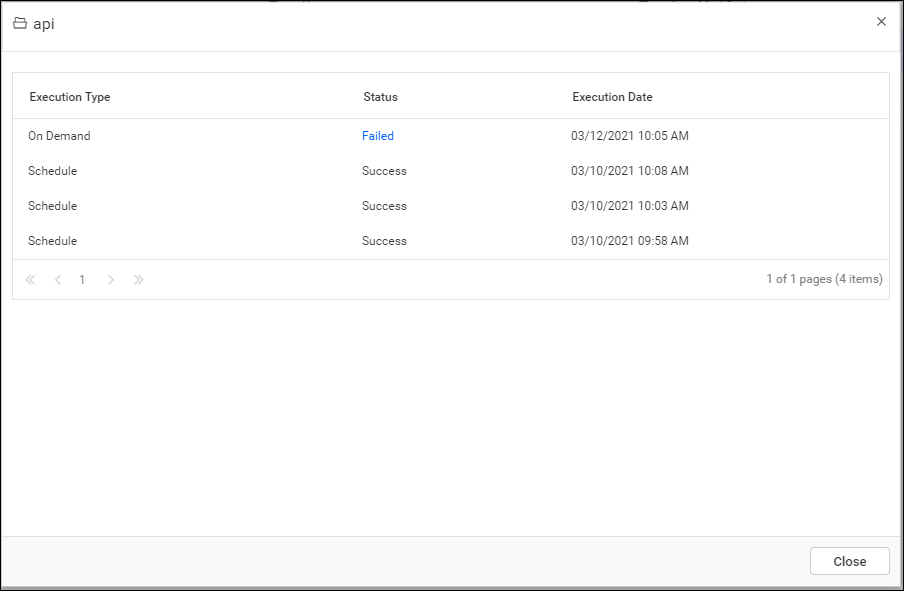 api
Execution Type Status Execution Date
On Demand Failed 03/12/2021 10:05 AM
Schedule Success 03/10/2021 10:08 AM
Schedule Success 03/10/2021 10:03 AM
Schedule Success 03/10/2021 09:58 AM
1 1 of 1 pages (4 items)
Close